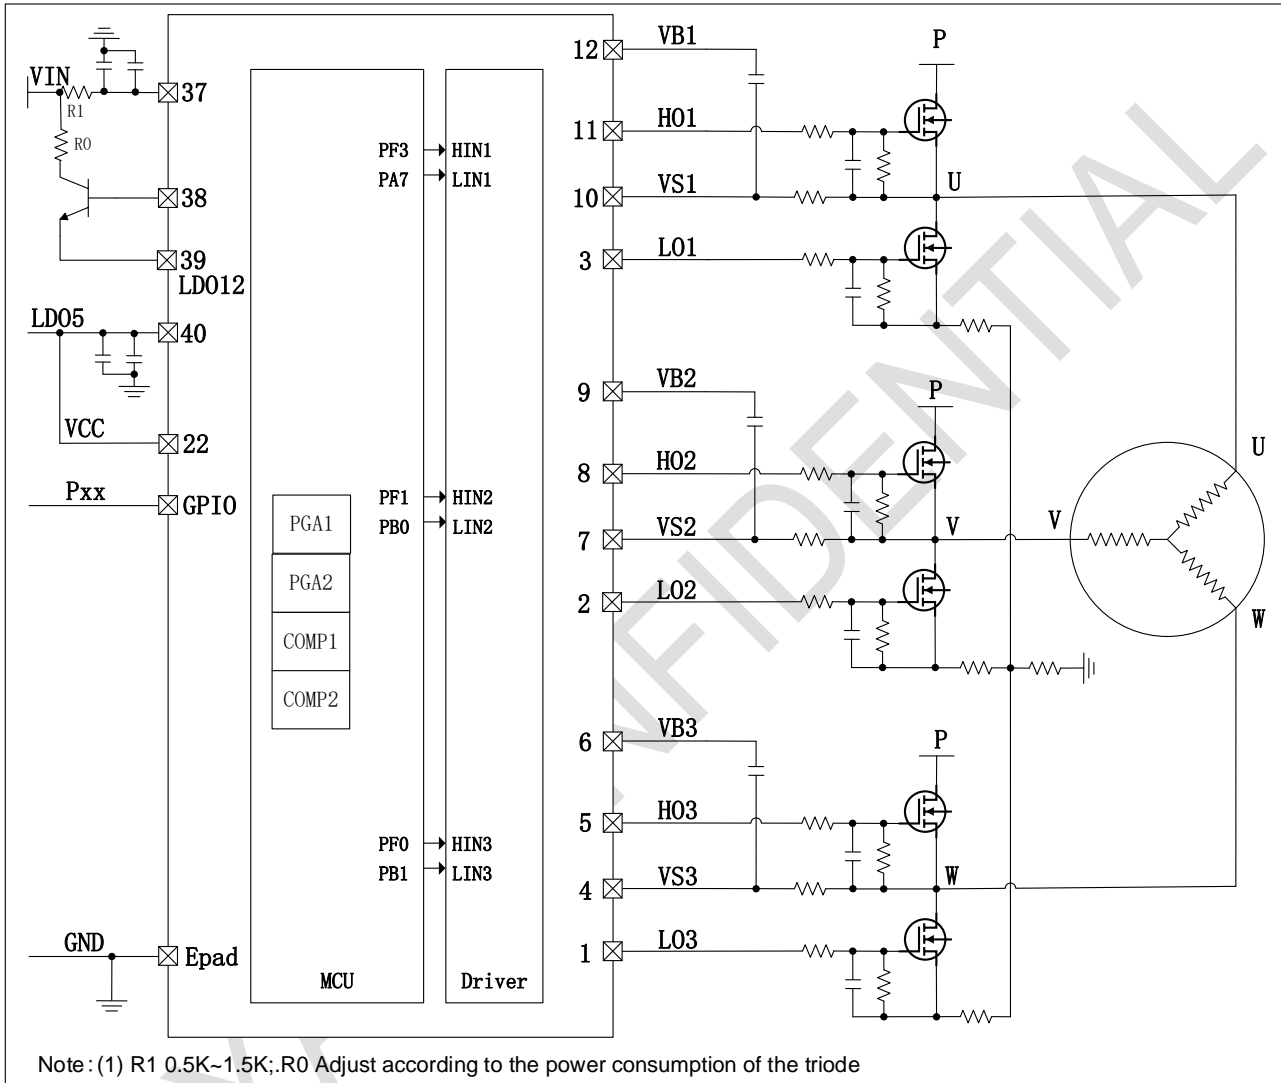 VIN
R1
R0
37
38
39
LDO12
LDO5
40
VCC
22
Pxx
GPIO
GND
Epad
PF3
HIN1
PA7
LIN1
PF1
HIN2
PB0
LIN2
PF0
HIN3
PB1
LIN3
PGA1
PGA2
COMP1
COMP2
MCU
Driver
12
VB1
11
HO1
10
VS1
3
LO1
9
VB2
8
HO2
7
VS2
2
LO2
6
VB3
5
HO3
4
VS3
1
LO3
P
U
P
V
P
W
U
V
W
Note:(1) R1 0.5K~1.5K;.R0 Adjust according to the power consumption of the triode